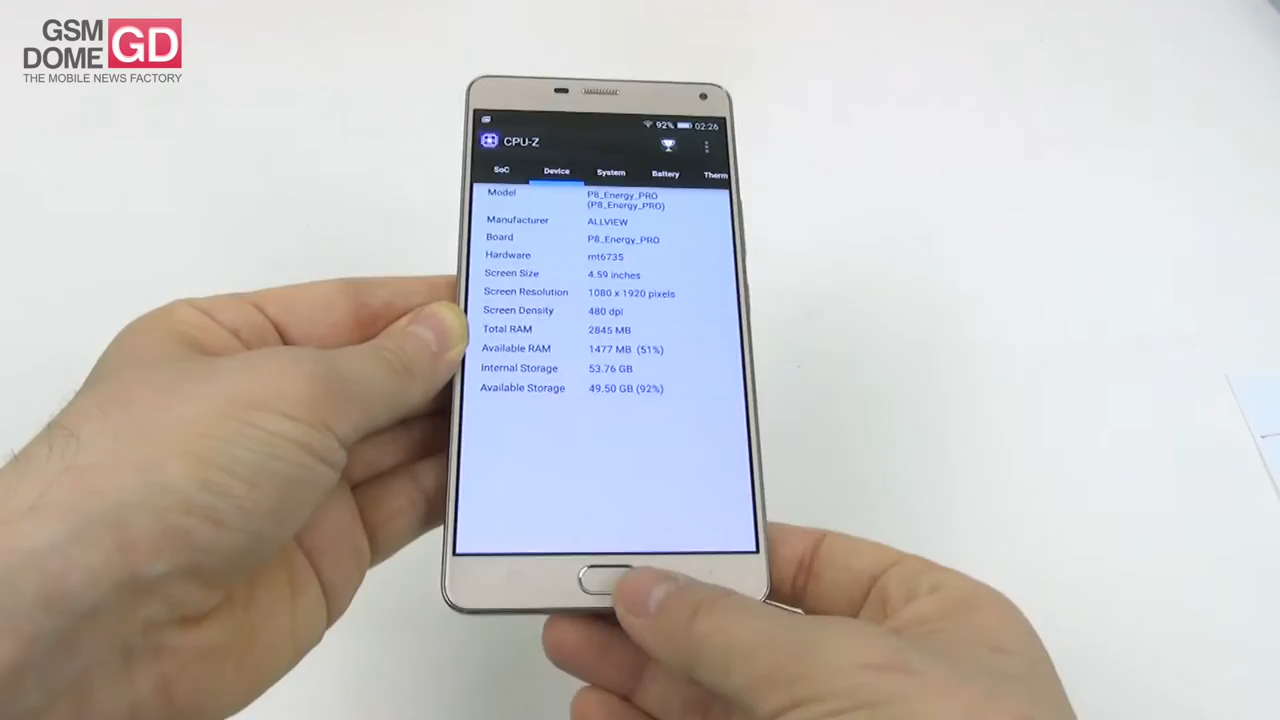 GSM
DOME GD
THE MOBILE NEWS FACTORY
92% 02:26
CPU-Z
SoC Device System Battery Therm
Model P8_Energy_PRO
(P8_Energy_PRO)
Manufacturer ALLVIEW
Board P8_Energy_PRO
Hardware mt6735
Screen Size 4.59 inches
Screen Resolution 1080 x 1920 pixels
Screen Density 480 dpi
Total RAM 2845 MB
Available RAM 1477 MB (51%)
Internal Storage 53.76 GB
Available Storage 49.50 GB (92%)